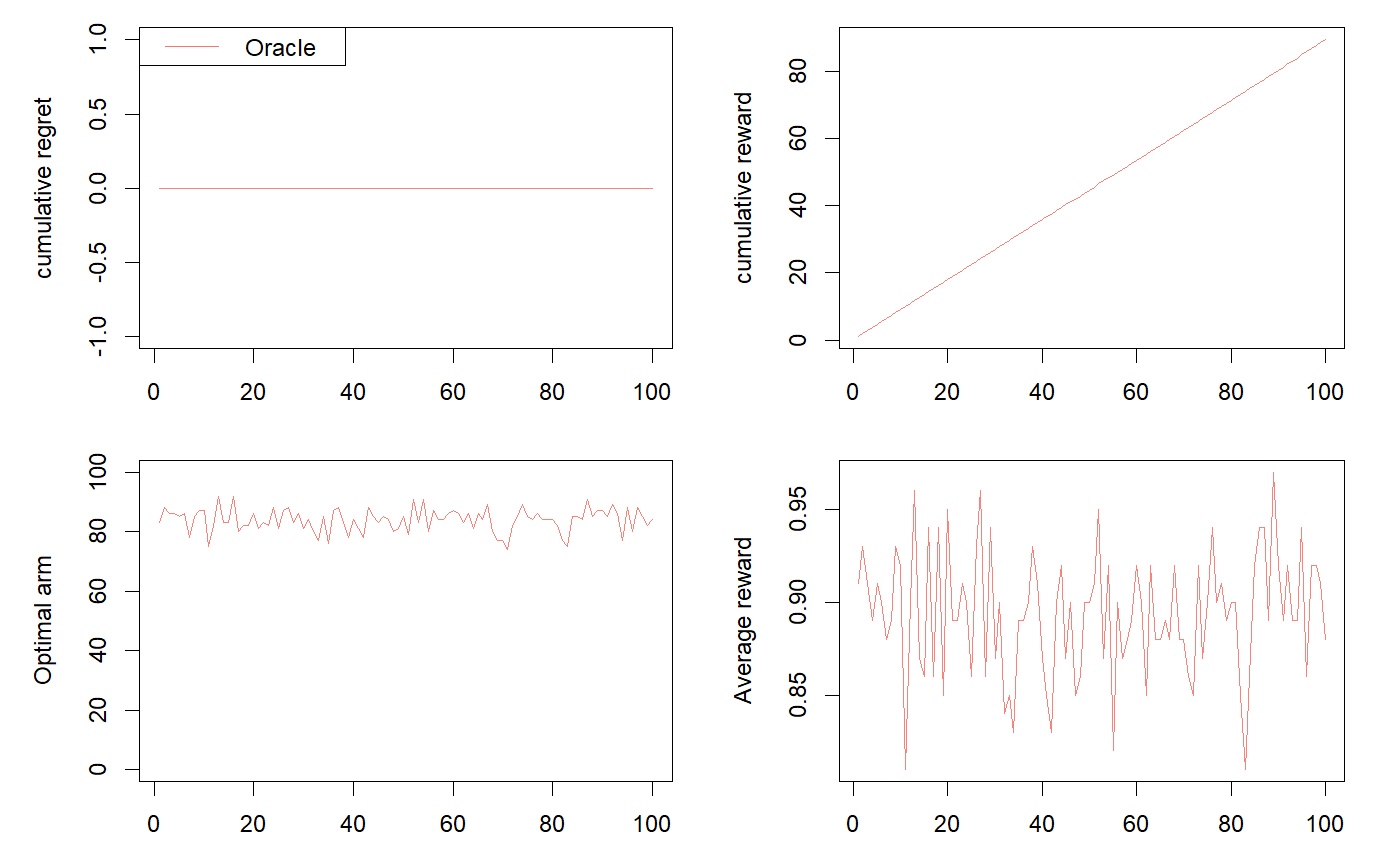 Oracle
cumulative regret
1.0
0.5
0.0
-0.5
-1.0
0 20 40 60 80 100
cumulative reward
80
60
40
20
0
0 20 40 60 80 100
Optimal arm
100
80
60
40
20
0
0 20 40 60 80 100
Average reward
0.95
0.90
0.85
0 20 40 60 80 100